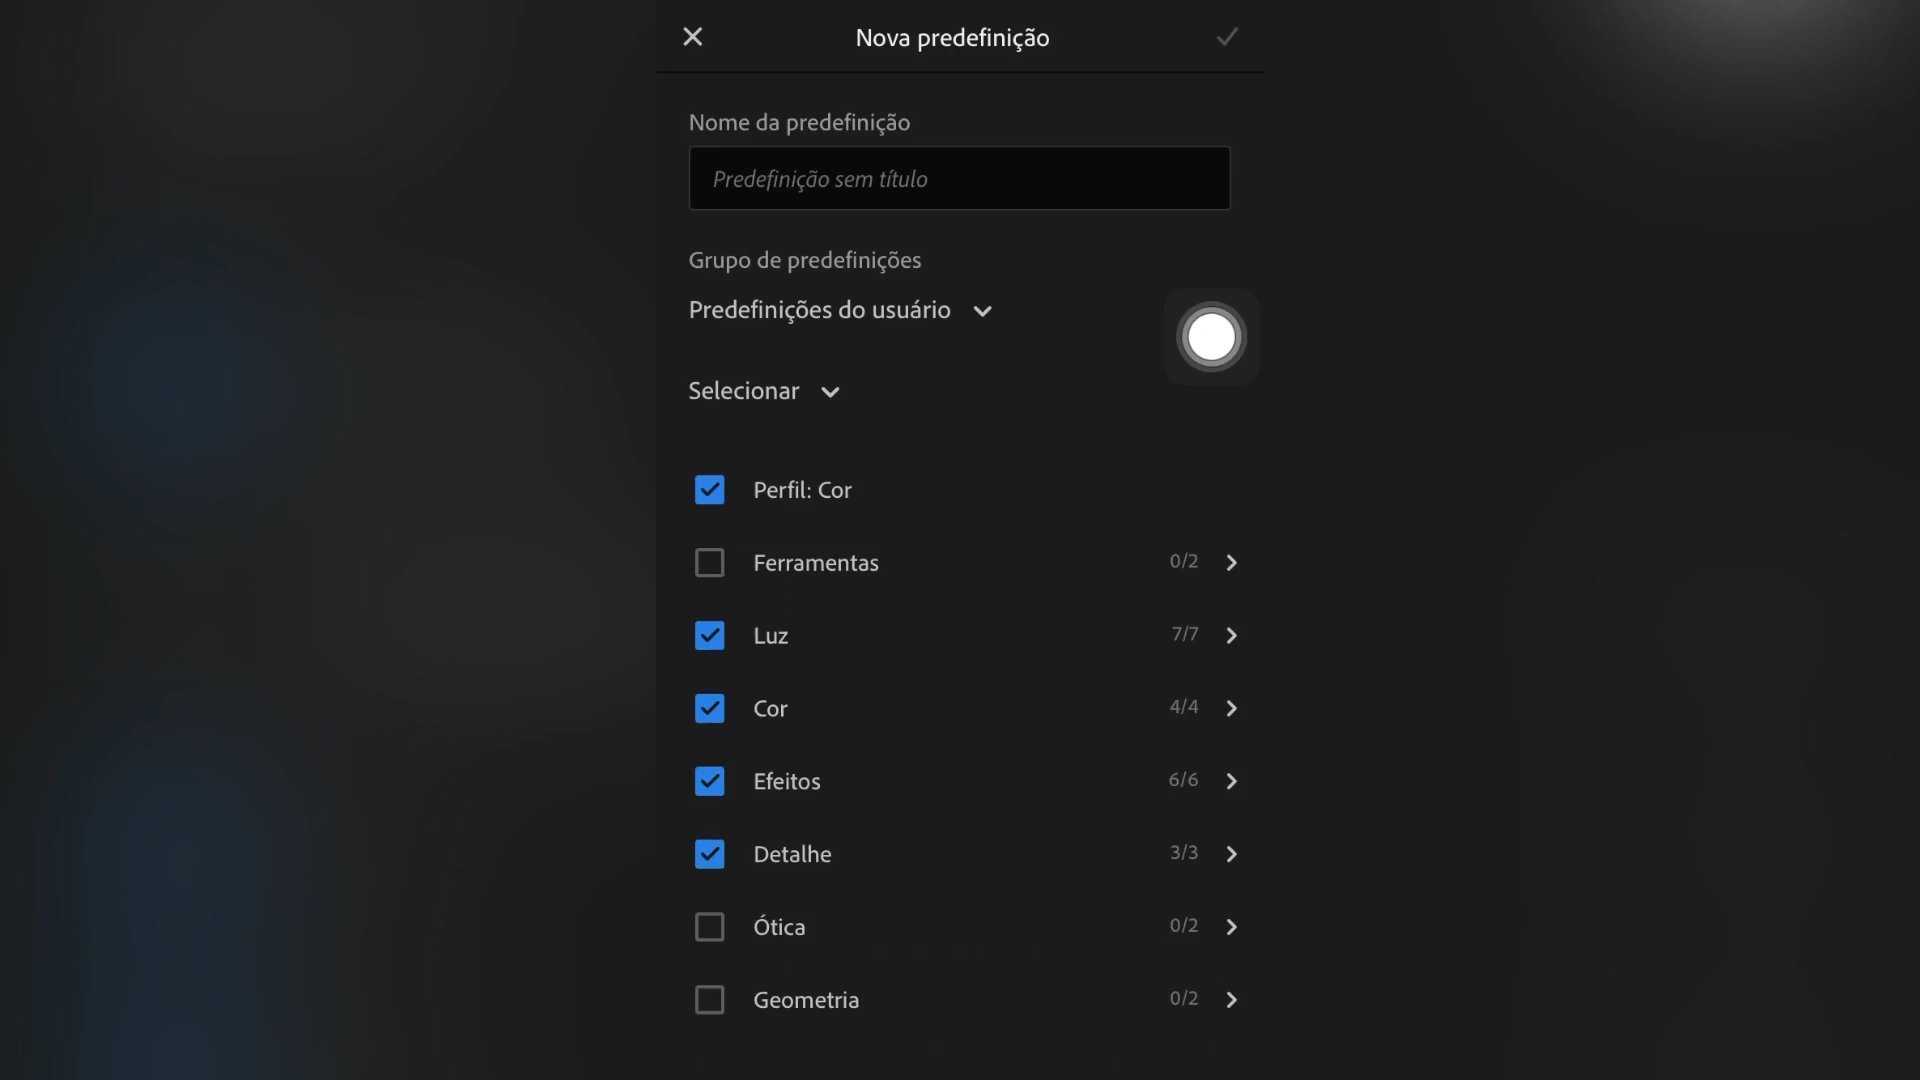 Nova predefinição
Nome da predefinição
Predefinição sem título
Grupo de predefinições
Predefinições do usuário
Selecionar
Perfil: Cor
Ferramentas 0/2
Luz 7/7
Cor 4/4
Efeitos 6/6
Detalhe 3/3
Ótica 0/2
Geometria 0/2